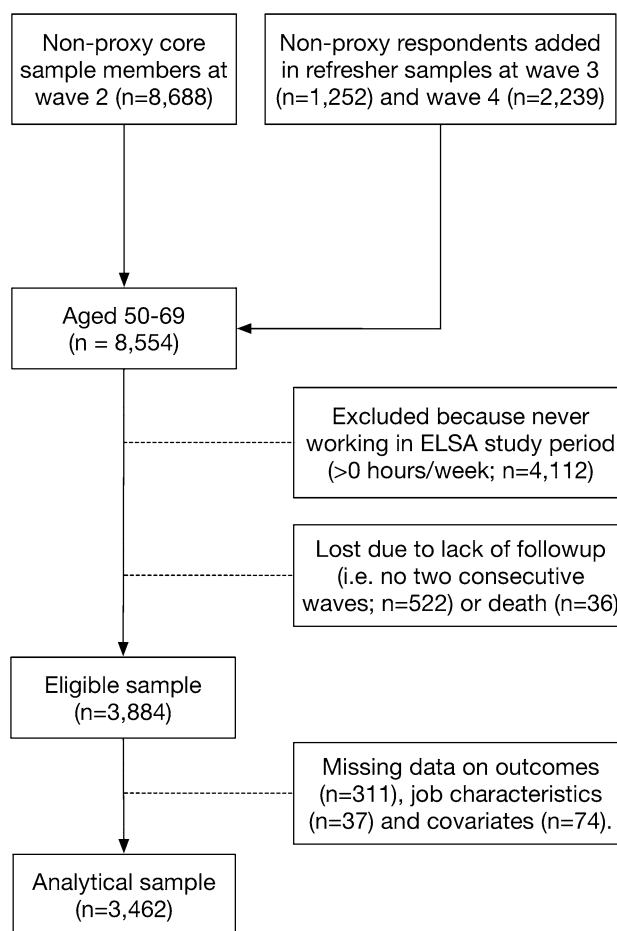 Non-proxy core
sample members at
wave 2 (n=8,688)
Non-proxy respondents added
in refresher samples at wave 3
(n=1,252) and wave 4 (n=2,239)
Aged 50-69
(n = 8,554)
Excluded because never
working in ELSA study period
(>0 hours/week; n=4,112)
Lost due to lack of followup
(i.e. no two consecutive
waves; n=522) or death (n=36)
Eligible sample
(n=3,884)
Missing data on outcomes
(n=311), job characteristics
(n=37) and covariates (n=74).
Analytical sample
(n=3,462)